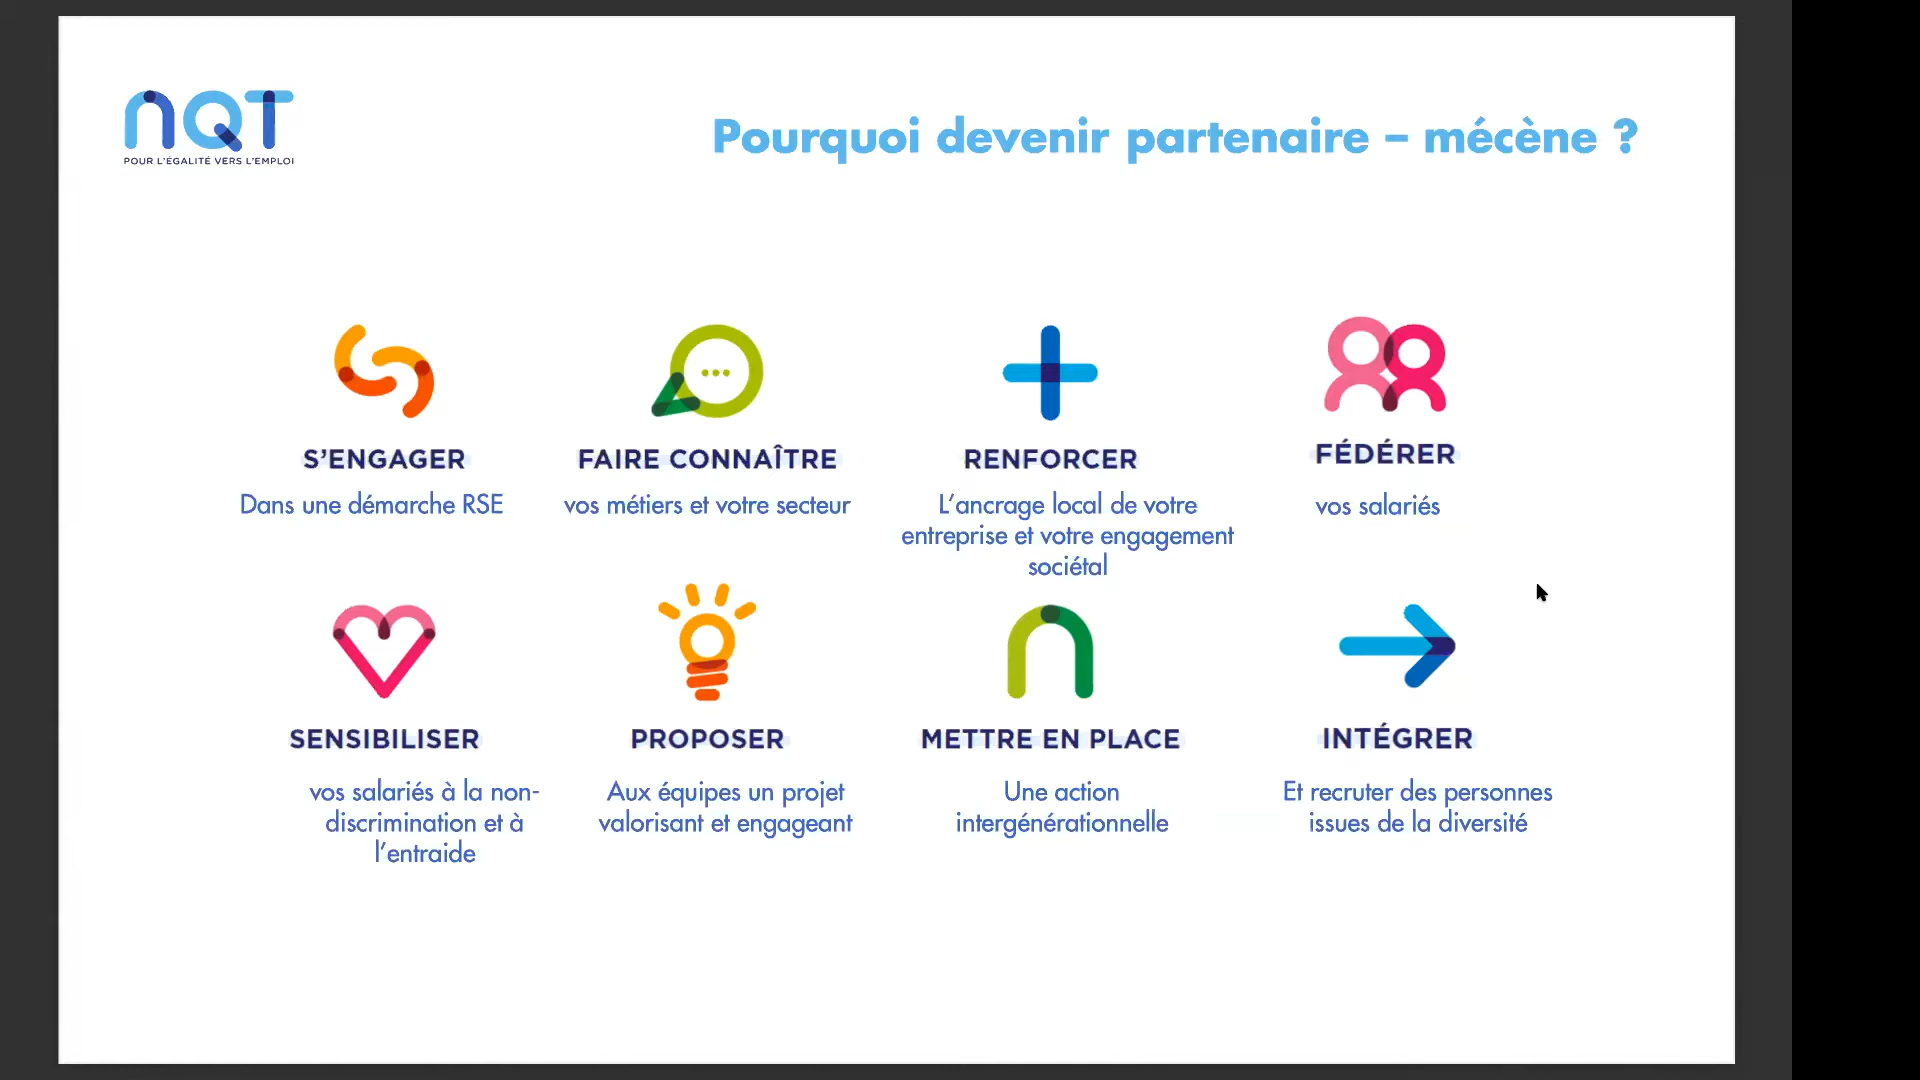 nQT
POUR L'ÉGALITÉ VERS L'EMPLOI
Pourquoi devenir partenaire – mécène ?
S'ENGAGER
Dans une démarche RSE
FAIRE CONNAÎTRE
vos métiers et votre secteur
RENFORCER
L'ancrage local de votre
entreprise et votre engagement
sociétal
FÉDÉRER
vos salariés
SENSIBILISER
vos salariés à la non-
discrimination et à
l'entraide
PROPOSER
Aux équipes un projet
valorisant et engageant
METTRE EN PLACE
Une action
intergénérationnelle
INTÉGRER
Et recruter des personnes
issues de la diversité